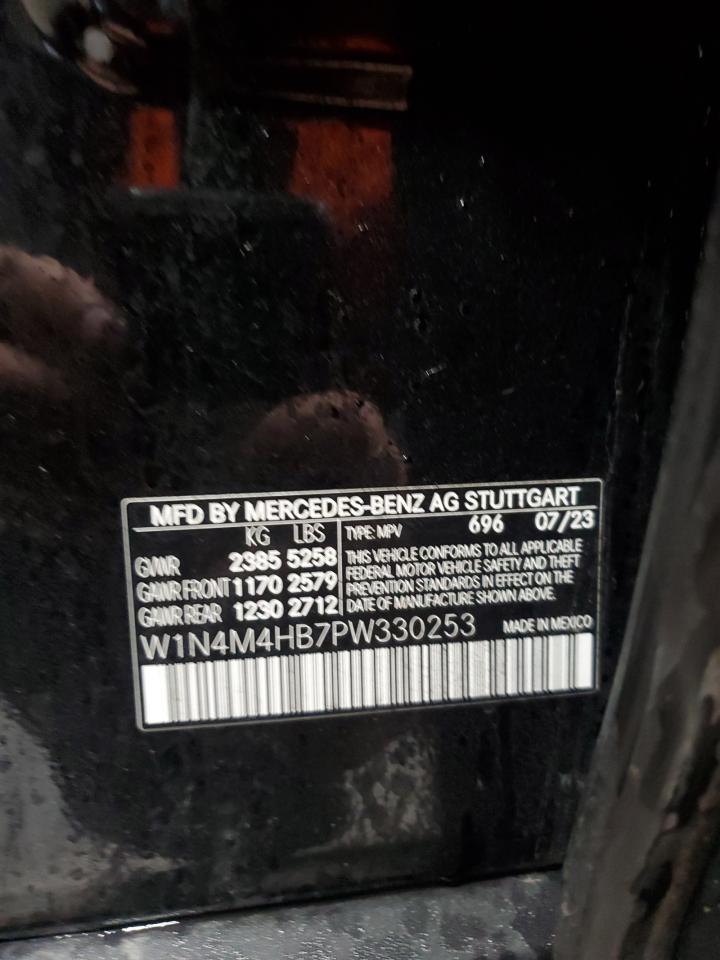 MFD BY MERCEDES-BENZ AG STUTTGART
KG LBS
GVWR 2385 5258
GAWR FRONT 1170 2579
GAWR REAR 1230 2712
TYPE: MPV 696 07/23
THIS VEHICLE CONFORMS TO ALL APPLICABLE
FEDERAL MOTOR VEHICLE SAFETY AND THEFT
PREVENTION STANDARDS IN EFFECT ON THE
DATE OF MANUFACTURE SHOWN ABOVE.
W1N4M4HB7PW330253 MADE IN MEXICO